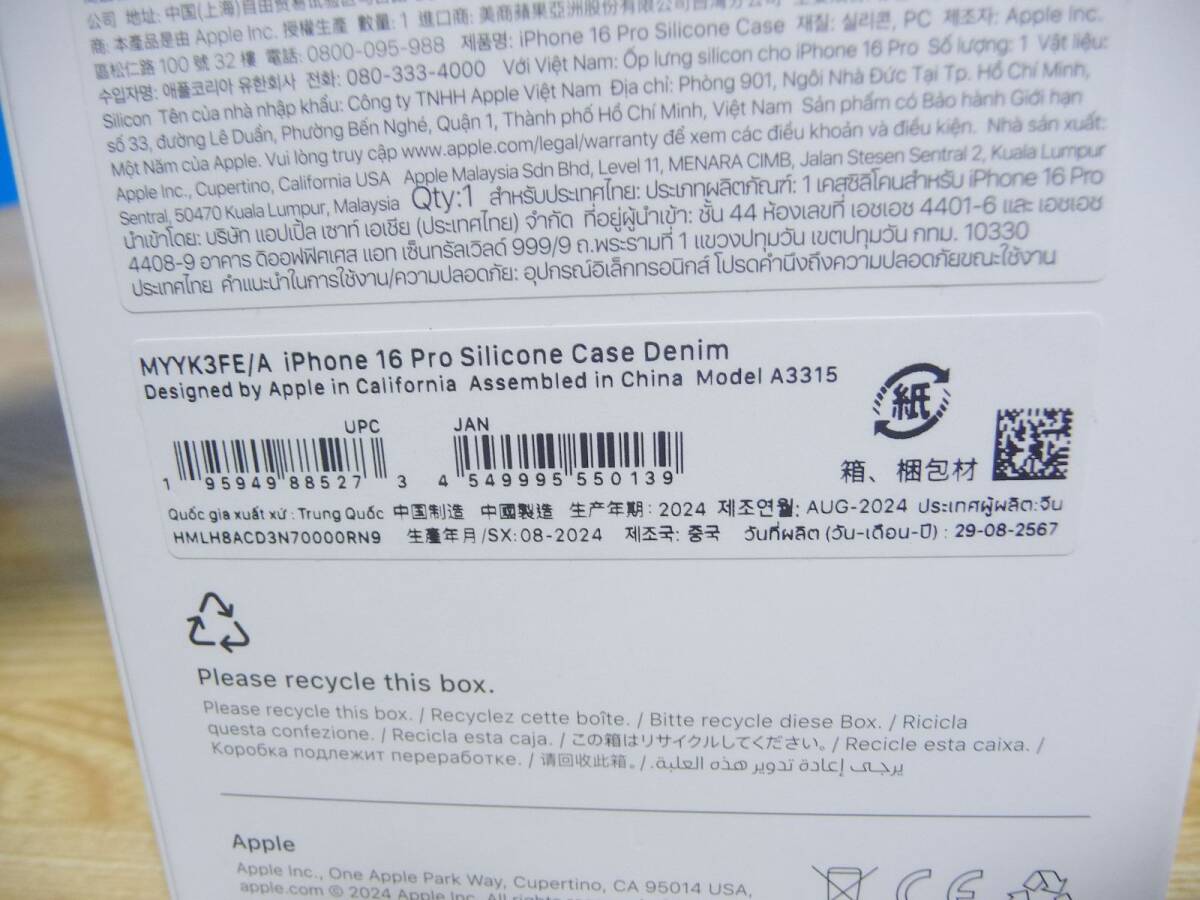 公司 地址: 中国(上海)自由贸易试验区
商: 本產品是由 Apple Inc. 授權生產 數量: 1 進口商: 美商蘋果亞洲股份有限公司台灣分公司
區松仁路 100 號 32 樓 電話: 0800-095-988 제품명: iPhone 16 Pro Silicone Case 재질: 실리콘, PC 제조자: Apple Inc.
수입자명: 애플코리아 유한회사 전화: 080-333-4000 Với Việt Nam: Ốp lưng silicon cho iPhone 16 Pro Số lượng: 1 Vật liệu:
Silicon Tên của nhà nhập khẩu: Công ty TNHH Apple Việt Nam Địa chỉ: Phòng 901, Ngôi Nhà Đức Tại Tp. Hồ Chí Minh,
số 33, đường Lê Duẩn, Phường Bến Nghé, Quận 1, Thành phố Hồ Chí Minh, Việt Nam Sản phẩm có Bảo hành Giới hạn
Một Năm của Apple. Vui lòng truy cập www.apple.com/legal/warranty để xem các điều khoản và điều kiện. Nhà sản xuất:
Apple Inc., Cupertino, California USA Apple Malaysia Sdn Bhd, Level 11, MENARA CIMB, Jalan Stesen Sentral 2, Kuala Lumpur
Sentral, 50470 Kuala Lumpur, Malaysia Qty:1 สำหรับประเทศไทย: ประเภทผลิตภัณฑ์: 1 เคสซิลิโคนสำหรับ iPhone 16 Pro
นำเข้าโดย: บริษัท แอปเปิ้ล เซาท์ เอเชีย (ประเทศไทย) จำกัด ที่อยู่ผู้นำเข้า: ชั้น 44 ห้องเลขที่ เอชเอช 4401-6 และ เอชเอช
4408-9 อาคาร ดิออฟฟิศเศส แอท เซ็นทรัลเวิลด์ 999/9 ถ.พระรามที่ 1 แขวงปทุมวัน เขตปทุมวัน กทม. 10330
ประเทศไทย คำแนะนำในการใช้งาน/ความปลอดภัย: อุปกรณ์อิเล็กทรอนิกส์ โปรดคำนึงถึงความปลอดภัยขณะใช้งาน
MYYK3FE/A iPhone 16 Pro Silicone Case Denim
Designed by Apple in California Assembled in China Model A3315
紙
UPC JAN
1 95949 88527 3 4 549995 550139
箱、梱包材
Quốc gia xuất xứ : Trung Quốc 中国制造 中國製造 生产年期: 2024 제조연월: AUG-2024 ประเทศผู้ผลิต:จีน
HMLH8ACD3N70000RN9 生產年月/SX: 08-2024 제조국: 중국 วันที่ผลิต (วัน-เดือน-ปี) : 29-08-2567
Please recycle this box.
Please recycle this box. / Recyclez cette boîte. / Bitte recycle diese Box. / Ricicla
questa confezione. / Recicla esta caja. / この箱はリサイクルしてください。/ Recicle esta caixa. /
Коробка подлежит переработке. / 请回收此箱。/ يرجى إعادة تدوير هذه العلبة.
Apple
Apple Inc., One Apple Park Way, Cupertino, CA 95014 USA,
apple.com © 2024 Apple Inc. All rights
CE